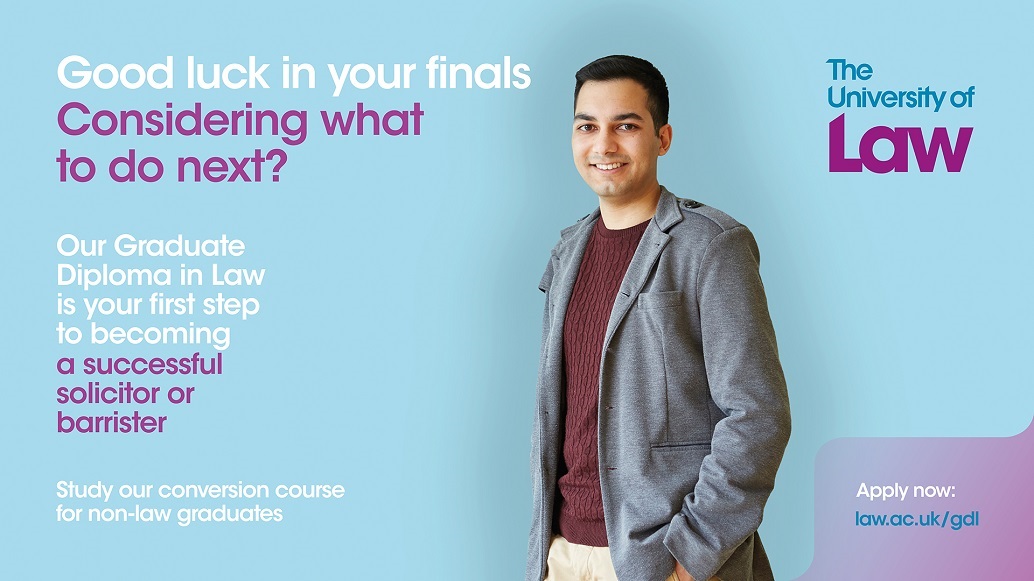 Good luck in your finals
Considering what
to do next?
Our Graduate
Diploma in Law
is your first step
to becoming
a successful
solicitor or
barrister
Study our conversion course
for non-law graduates
The
University of
Law
Apply now:
law.ac.uk/gdl